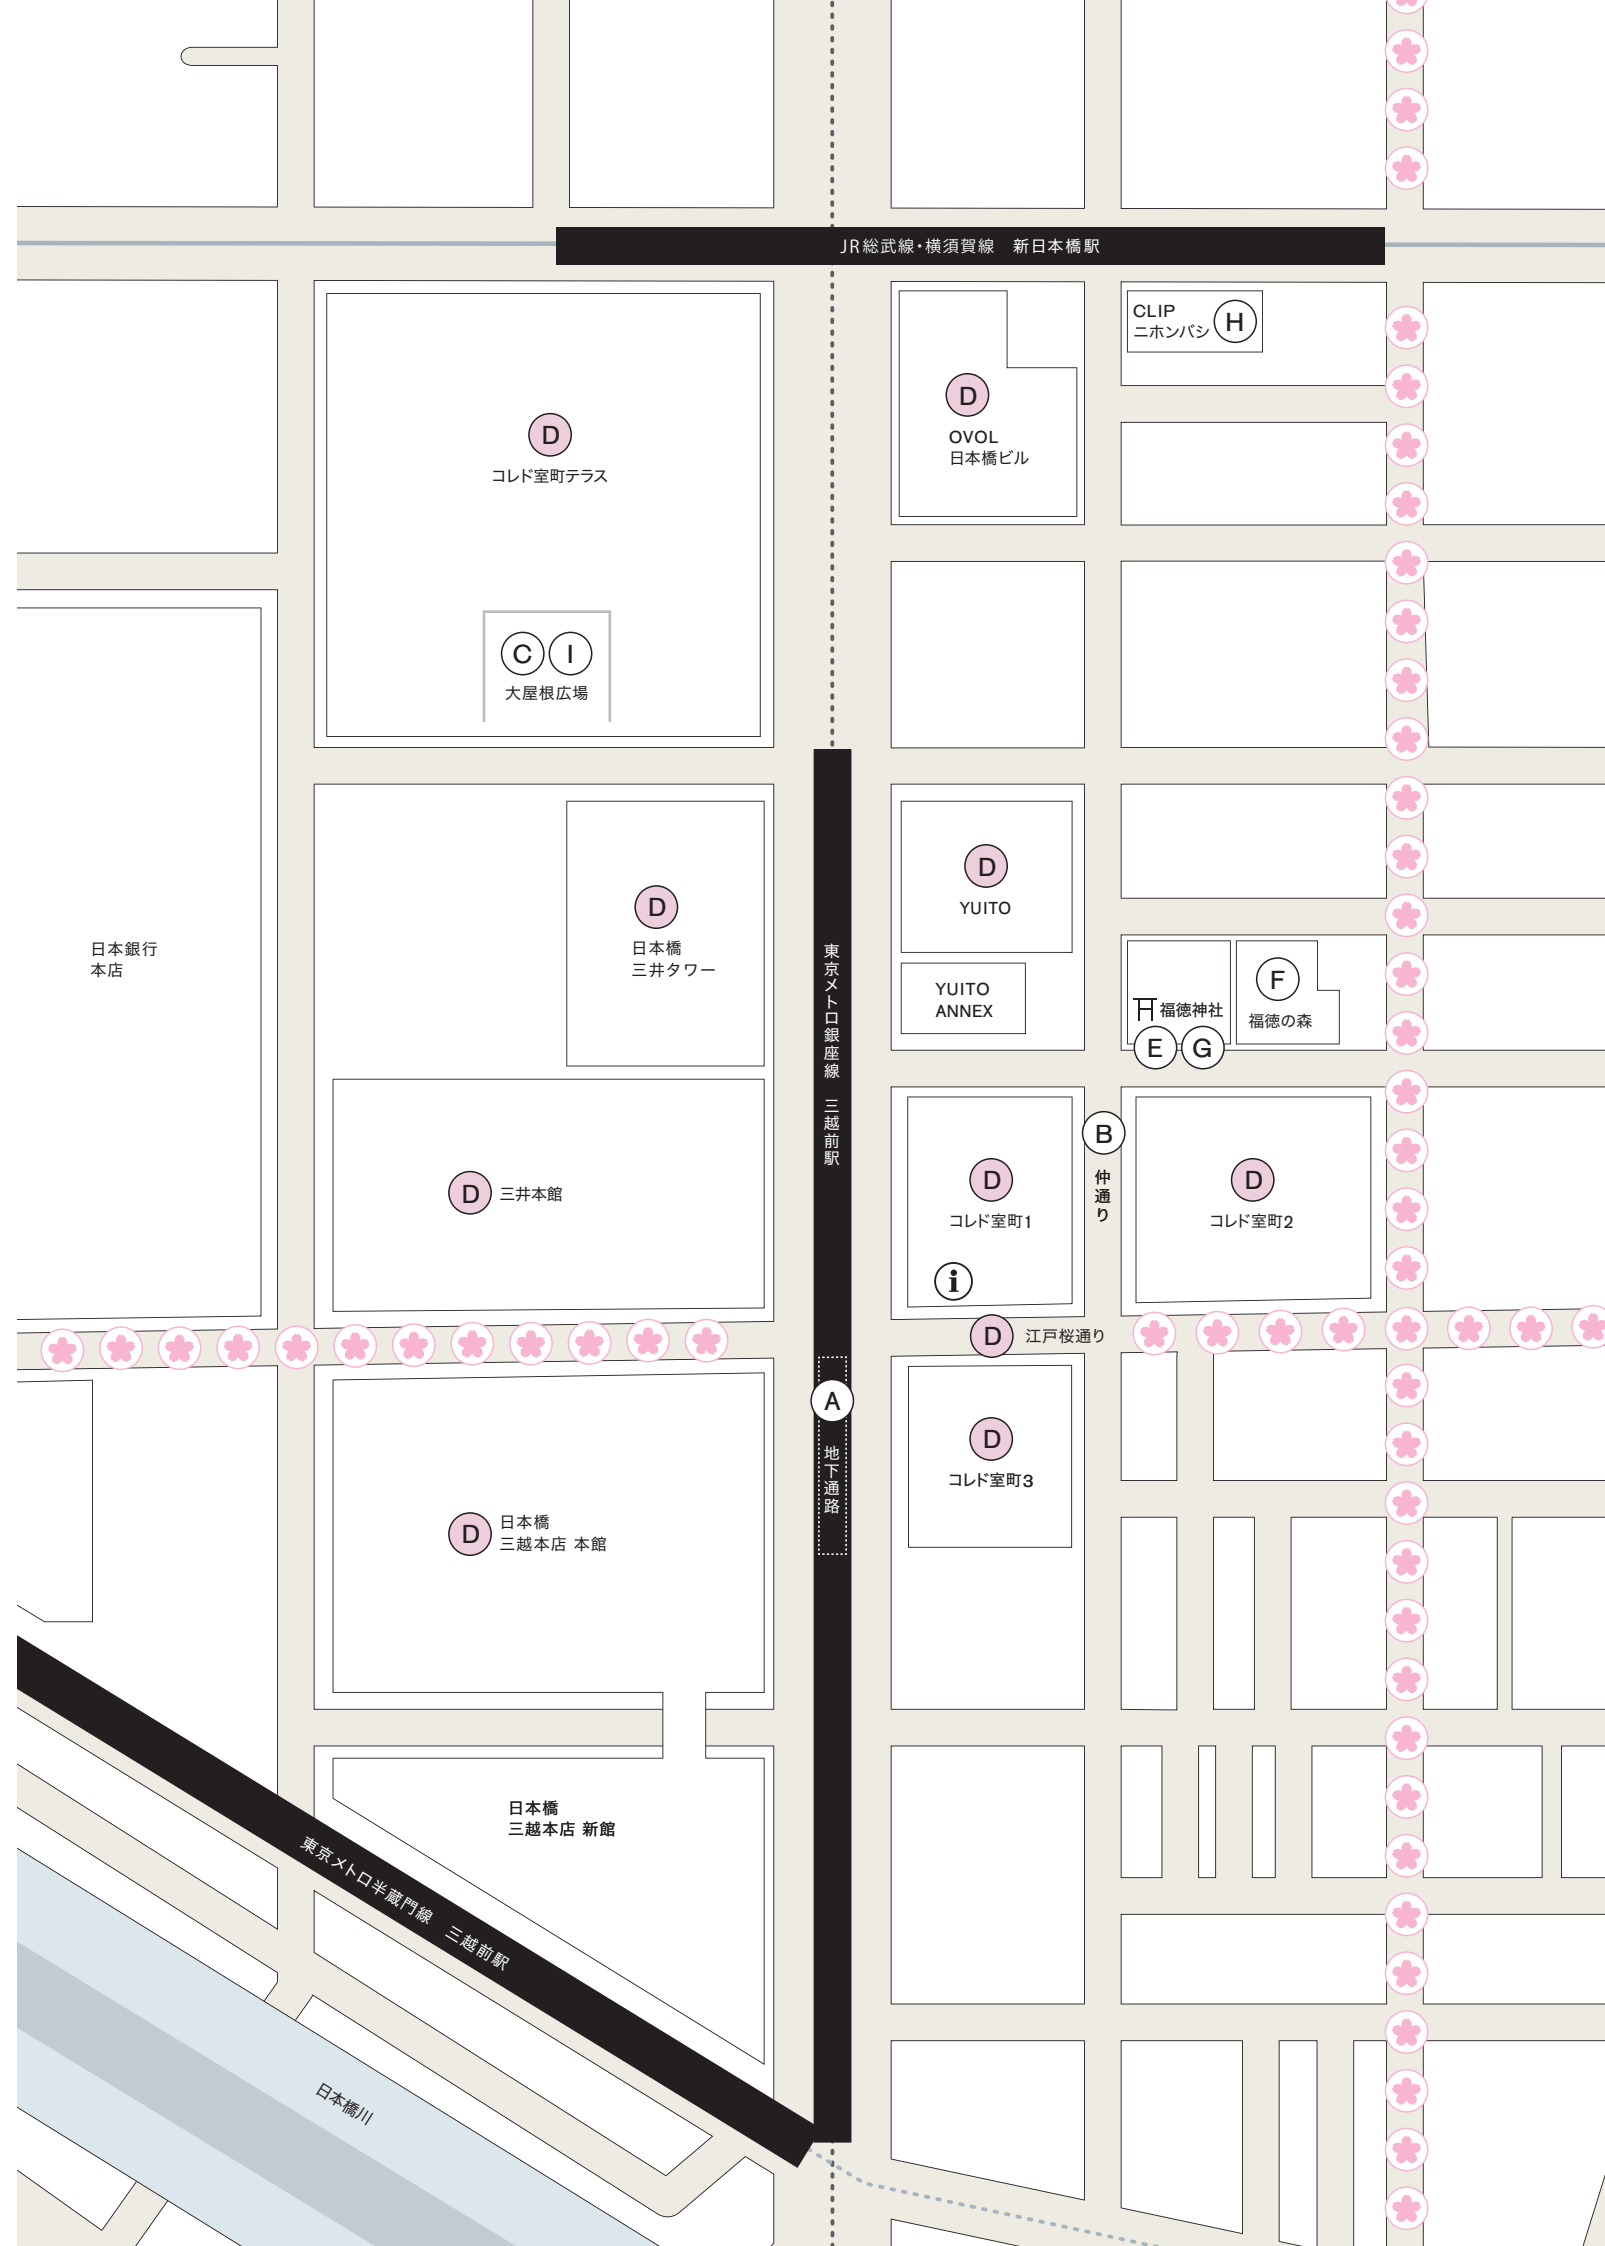 JR総武線・横須賀線　新日本橋駅
CLIP
ニホンバシ
H
D
OVOL
日本橋ビル
D
コレド室町テラス
C I
大屋根広場
D
YUITO
D
日本橋
三井タワー
日本銀行
本店
東京メトロ銀座線　三越前駅
YUITO
ANNEX
福徳神社
E G
F
福徳の森
B
仲通り
D
コレド室町1
i
D
コレド室町2
D 三井本館
D 江戸桜通り
A
地下通路
D
コレド室町3
D
日本橋
三越本店 本館
日本橋
三越本店 新館
東京メトロ半蔵門線　三越前駅
日本橋川